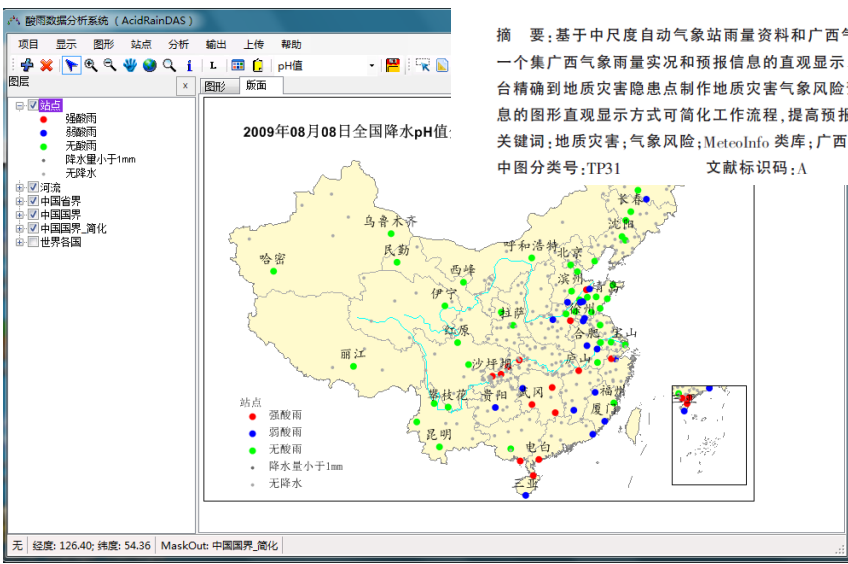 酸雨数据分析系统 (AcidRainDAS)
项目 显示 图形 站点 分析 输出 上传 帮助
L pH值
图层 x
图形 版面
站点
强酸雨
弱酸雨
无酸雨
降水量小于1mm
无降水
河流
中国省界
中国国界
中国国界_简化
世界各国
摘 要:基于中尺度自动气象站雨量资料和广西
一个集广西气象雨量实况和预报信息的直观显示
台精确到地质灾害隐患点制作地质灾害气象风险
息的图形直观显示方式可简化工作流程,提高预报
关键词:地质灾害;气象风险;MeteoInfo 类库;广西
中图分类号:TP31 文献标识码:A
2009年08月08日全国降水pH值
长春
沈阳
乌鲁木齐
呼和浩特
北京
民勤
哈密
西峰
滨州
青岛
伊宁
拉萨
徐州
红原
合肥
宝山
丽江
沙坪坝
庐山
攀枝花
贵阳
武冈
福州
厦门
昆明
电白
三亚
三亚
站点
强酸雨
弱酸雨
无酸雨
降水量小于1mm
无降水
无 经度: 126.40; 纬度: 54.36 MaskOut: 中国国界_简化